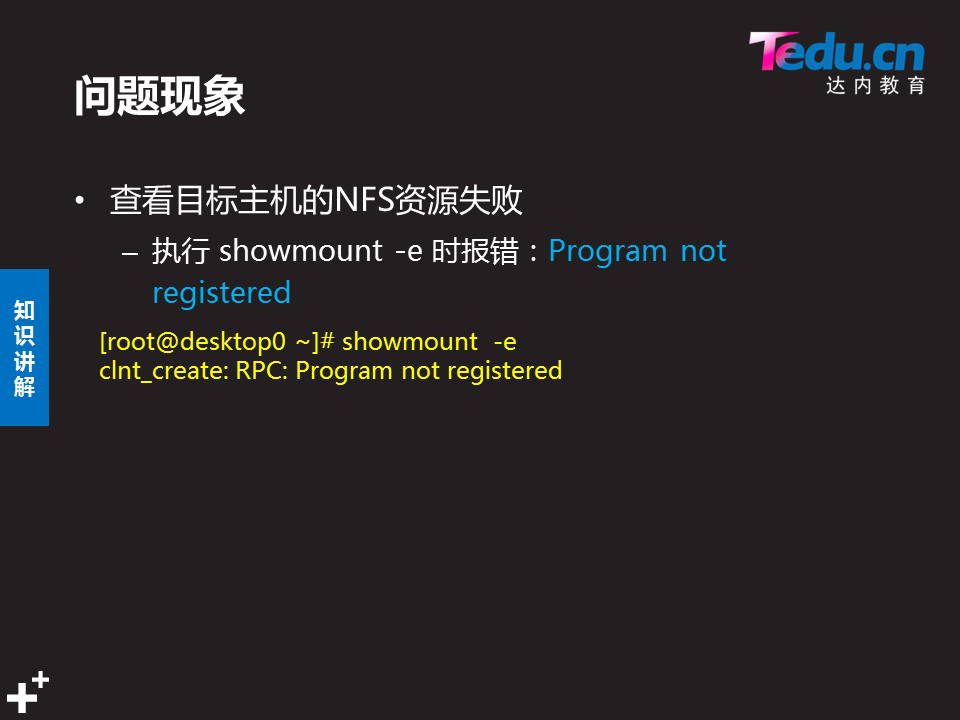 Tedu.cn
达内教育
问题现象
• 查看目标主机的NFS资源失败
– 执行 showmount -e 时报错：Program not
registered
知识讲解
[root@desktop0 ~]# showmount  -e
clnt_create: RPC: Program not registered